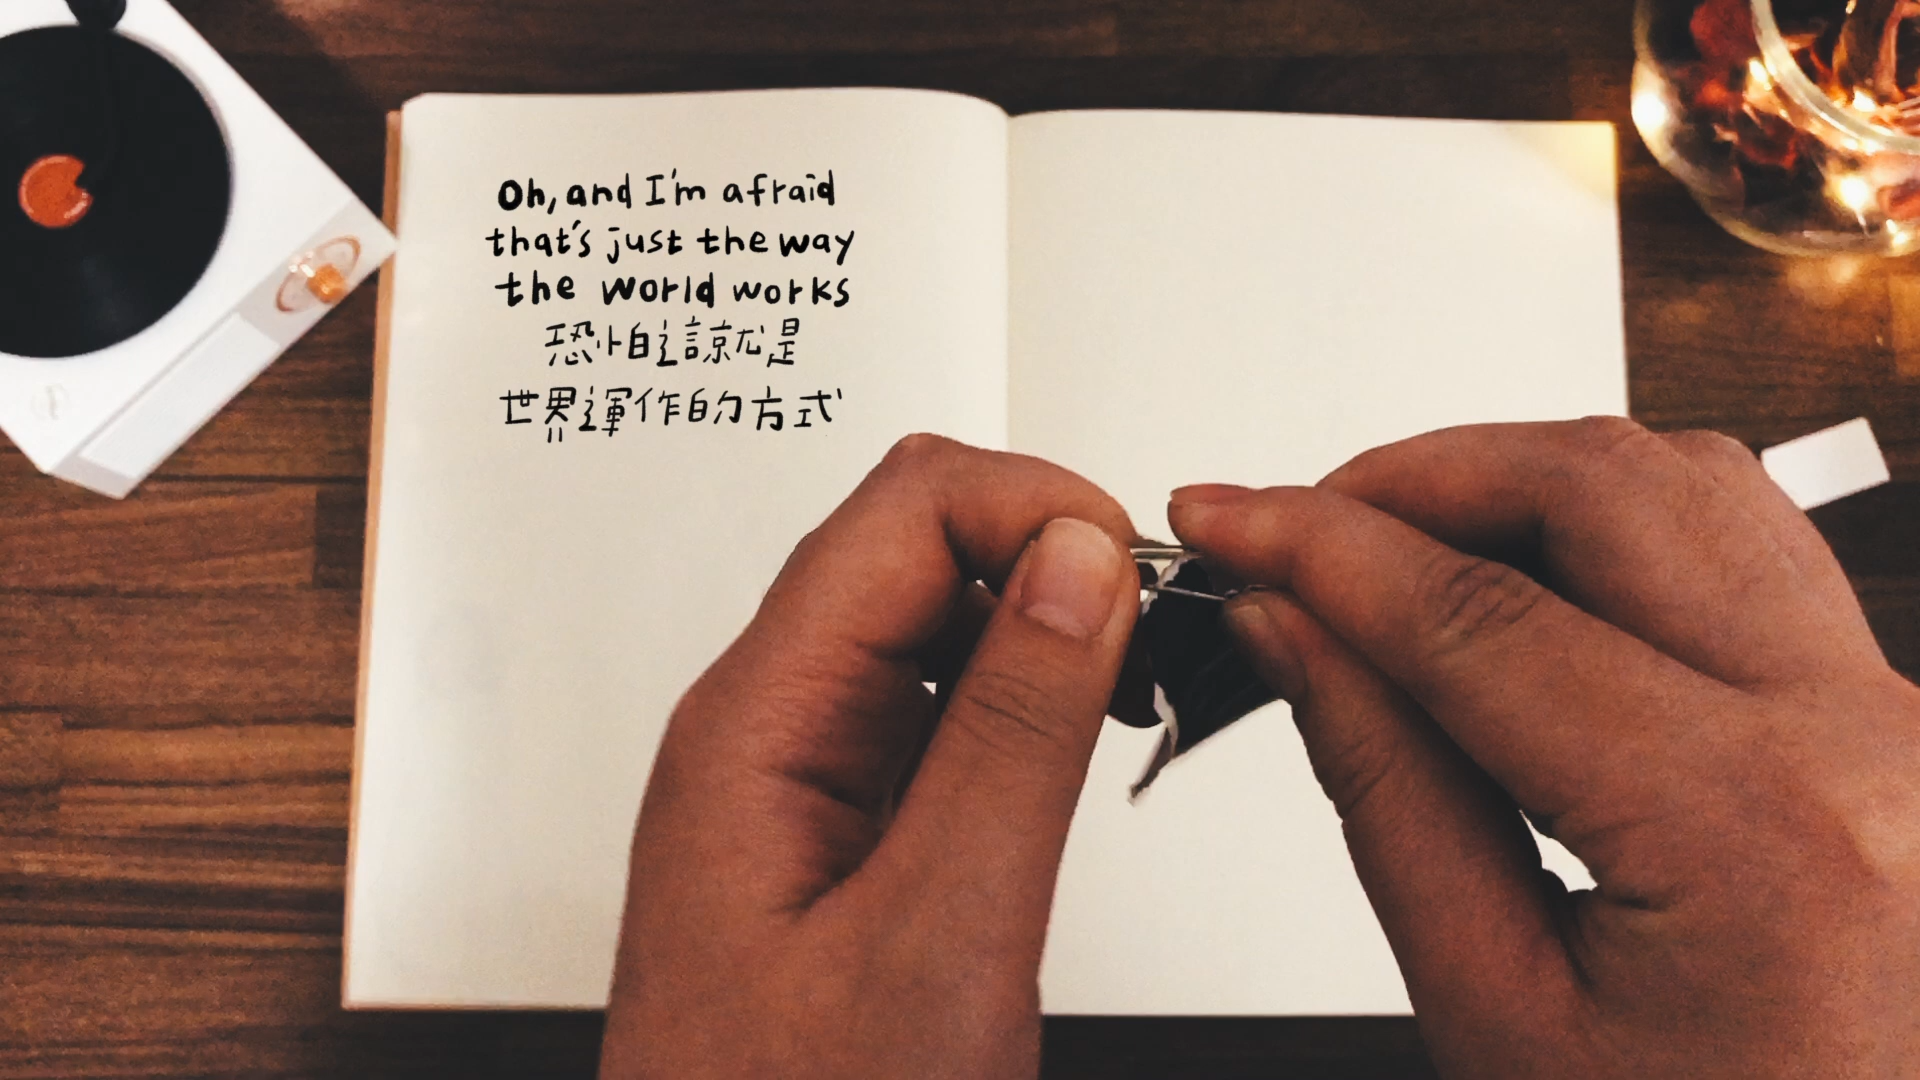 Oh, and I'm afraid
that's just the way
the world works
恐怕這就是
世界運作的方式